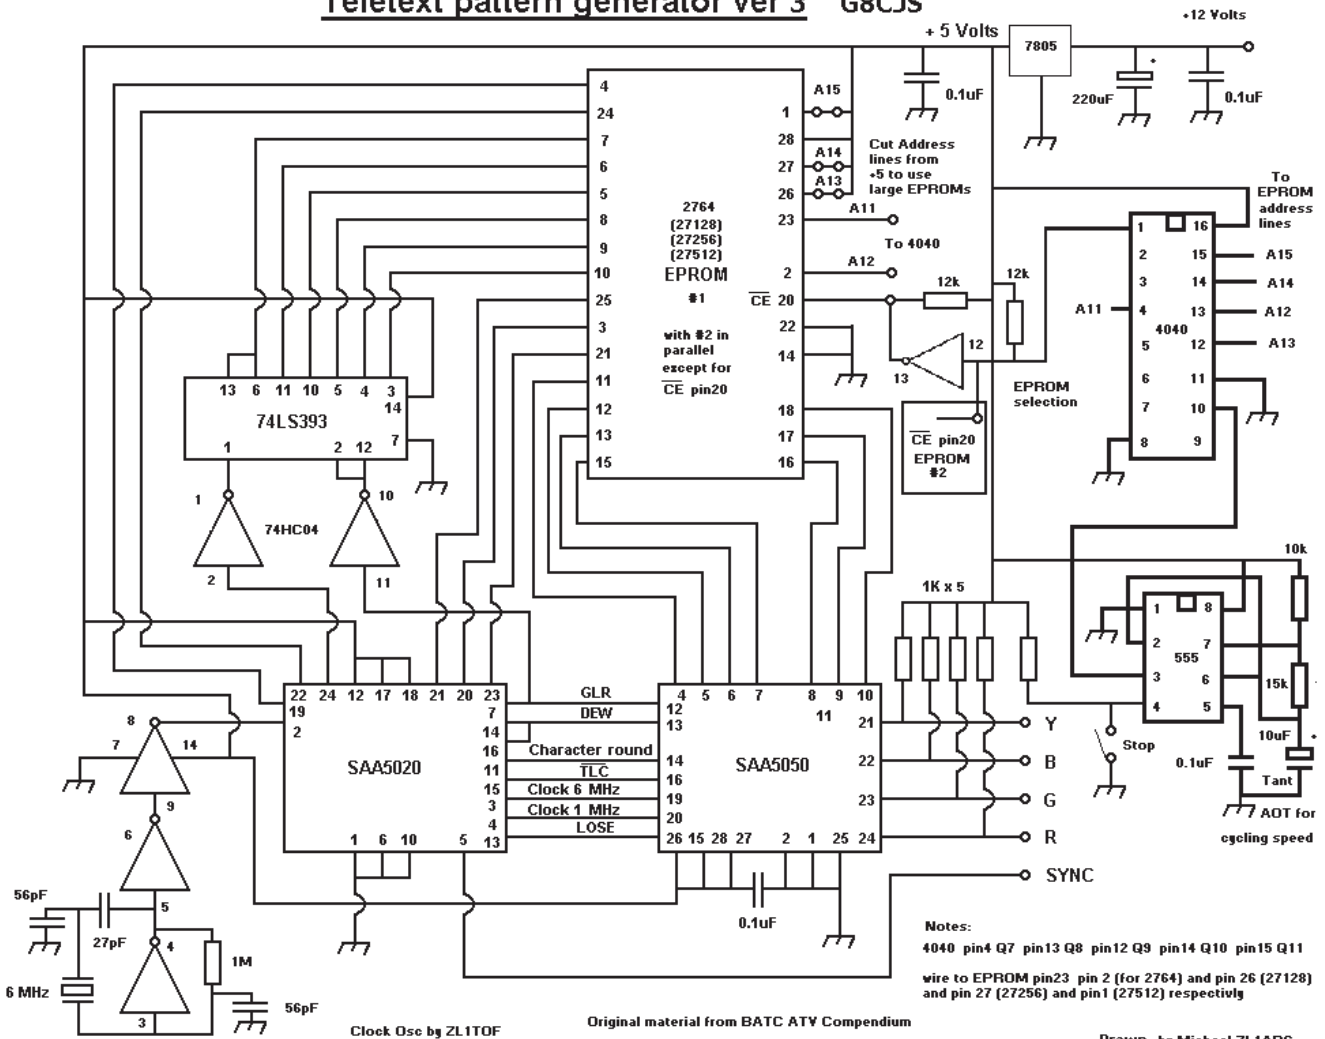 Teletext pattern generator ver 3 G8CJS
+12 Volts
+ 5 Volts
7805
0.1uF
220uF
0.1uF
4
24
7
6
5
8
9
10
25
3
21
11
12
13
15
2764
(27128)
(27256)
(27512)
EPROM
#1
with #2 in
parallel
except for
CE pin20
1
28
27
26
23
2
CE 20
22
14
18
17
16
A15
A14
A13
A11
A12
Cut Address
lines from
+5 to use
large EPROMs
To 4040
12k
12k
12
13
CE pin20
EPROM
#2
EPROM
selection
To
EPROM
address
lines
1 16
2 15 A15
3 14 A14
A11 4 13 A12
4040
5 12 A13
6 11
7 10
8 9
13 6 11 10 5 4 3
14
74LS393
7
1 2 12
1
10
74HC04
2
11
10k
1K x 5
1 8
2 7
555
3 6
4 5
15k
10uF
0.1uF
Tant
Stop
AOT for
cycling speed
22 24 12 17 18 21 20 23
19
2
7
14
16
11
15
3
4
13
SAA5020
1 6 10 5
GLR
DEW
Character round
TLC
Clock 6 MHz
Clock 1 MHz
LOSE
4 5 6 7 8 9 10
12
13
11
14
16
19
20
SAA5050
21
22
23
26 15 28 27 2 1 25 24
0.1uF
Y
B
G
R
SYNC
8
7
14
9
6
5
4
3
56pF
27pF
6 MHz
1M
56pF
Notes:
4040 pin4 Q7 pin13 Q8 pin12 Q9 pin14 Q10 pin15 Q11
wire to EPROM pin23 pin 2 (for 2764) and pin 26 (27128)
and pin 27 (27256) and pin1 (27512) respectivly
Clock Osc by ZL1TOF
Original material from BATC ATV Compendium